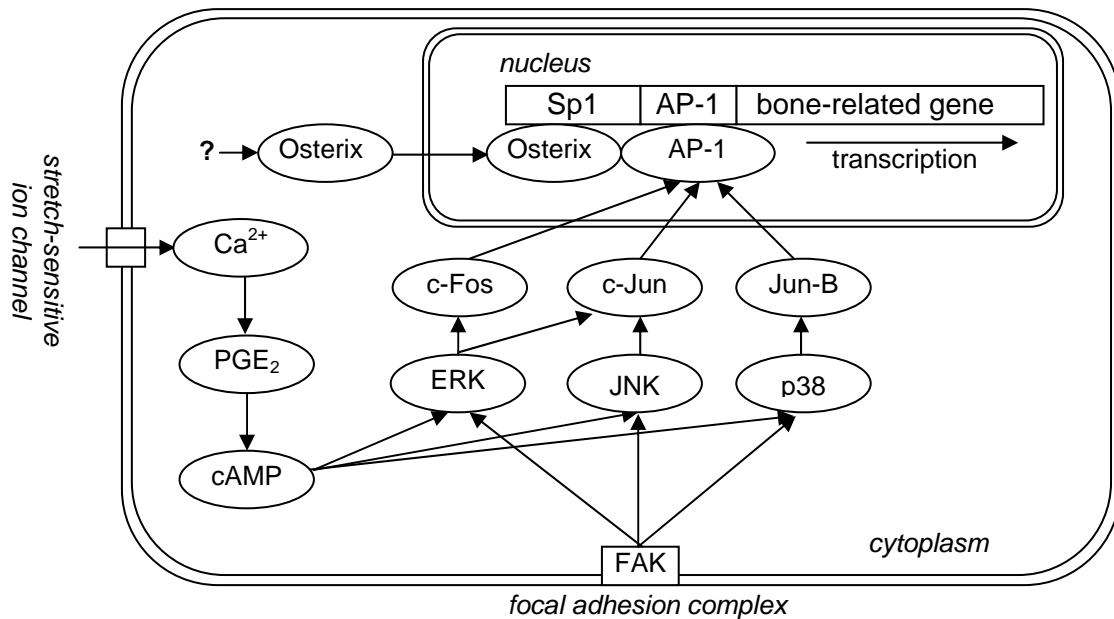 nucleus
Sp1 AP-1 bone-related gene
? Osterix Osterix AP-1 transcription
stretch-sensitive
ion channel
Ca²⁺
c-Fos c-Jun Jun-B
PGE₂ ERK JNK p38
cAMP
cytoplasm
FAK
focal adhesion complex